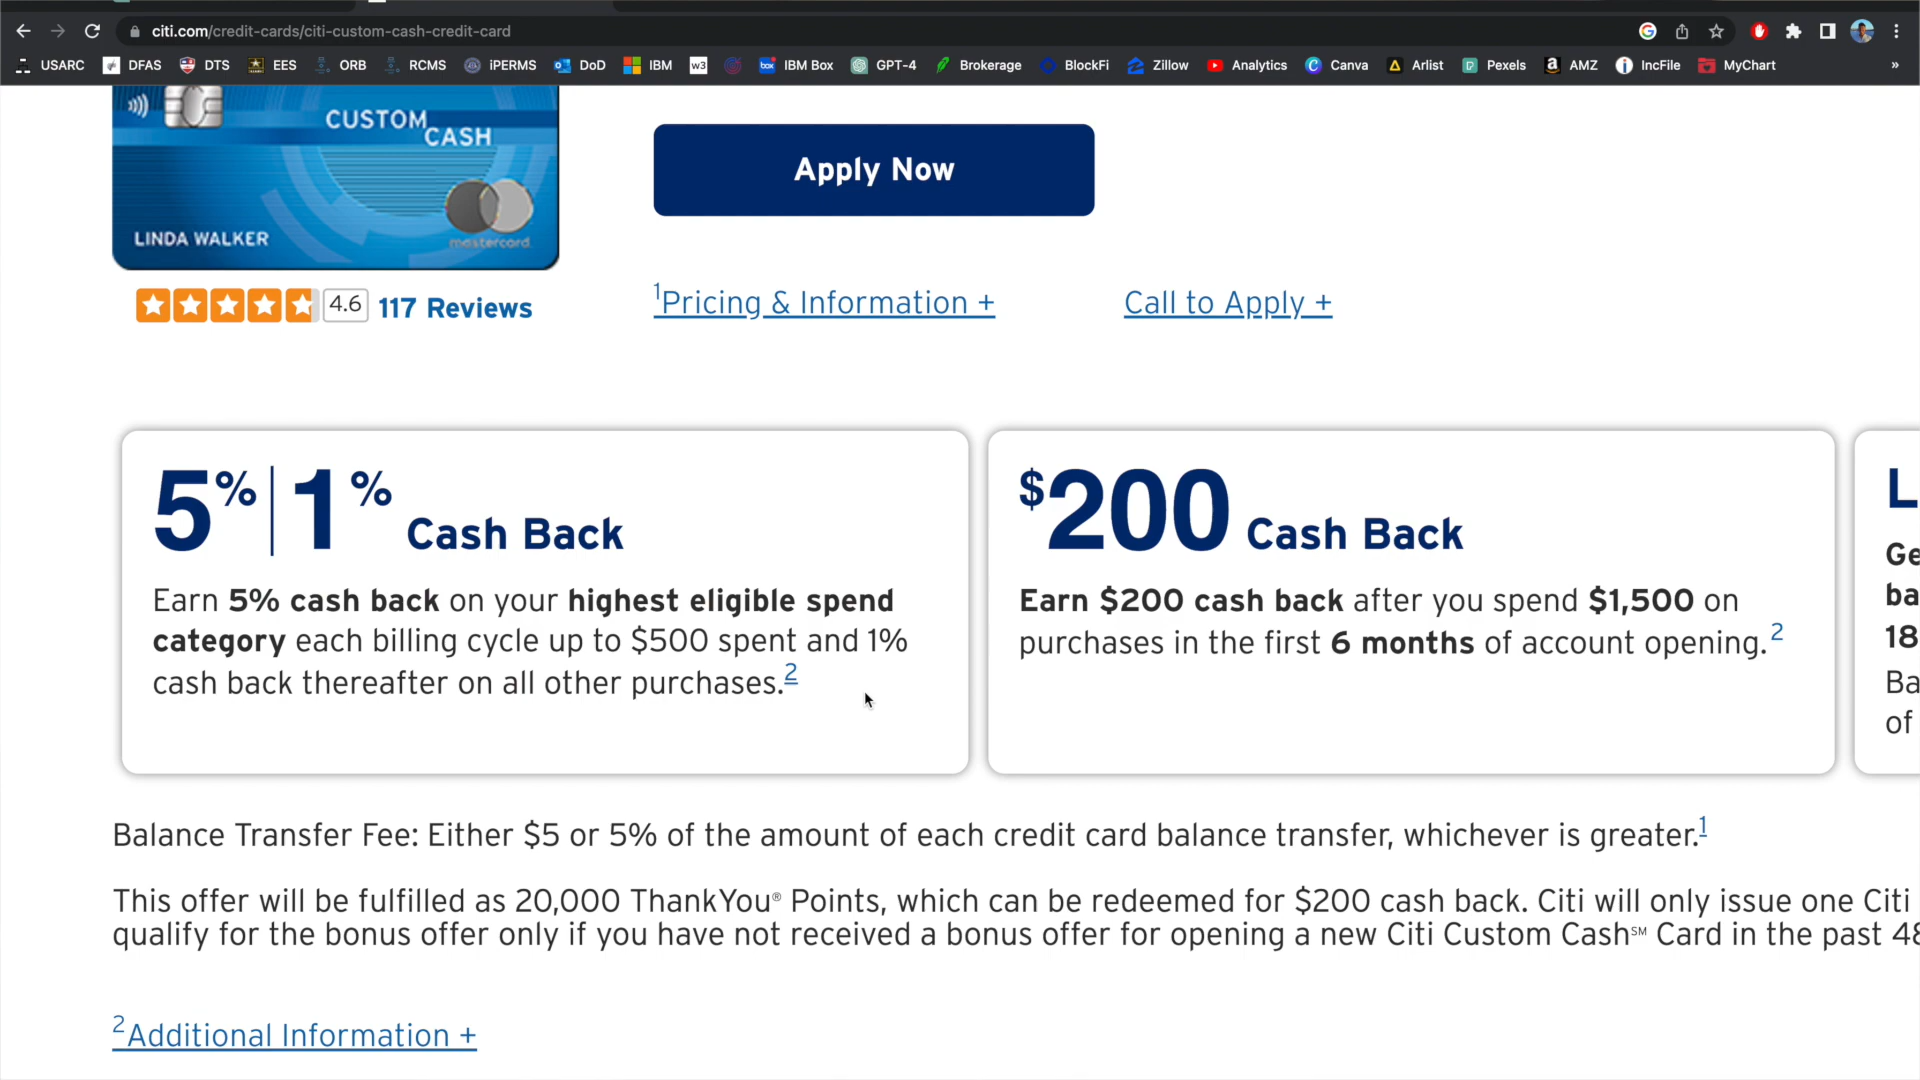 citi.com/credit-cards/citi-custom-cash-credit-card
USARC DFAS DTS EES ORB RCMS iPERMS DoD IBM w3 box IBM Box GPT-4 Brokerage BlockFi Zillow Analytics Canva Arlist Pexels AMZ IncFile MyChart »
CUSTOM
CASH
LINDA WALKER
mastercard
Apply Now
4.6 117 Reviews
1Pricing & Information +
Call to Apply +
5%|1% Cash Back
Earn 5% cash back on your highest eligible spend
category each billing cycle up to $500 spent and 1%
cash back thereafter on all other purchases.2
$200 Cash Back
Earn $200 cash back after you spend $1,500 on
purchases in the first 6 months of account opening.2
L
Ge
ba
18
Ba
of
Balance Transfer Fee: Either $5 or 5% of the amount of each credit card balance transfer, whichever is greater.1
This offer will be fulfilled as 20,000 ThankYou® Points, which can be redeemed for $200 cash back. Citi will only issue one Citi
qualify for the bonus offer only if you have not received a bonus offer for opening a new Citi Custom Cash℠ Card in the past 48
2Additional Information +